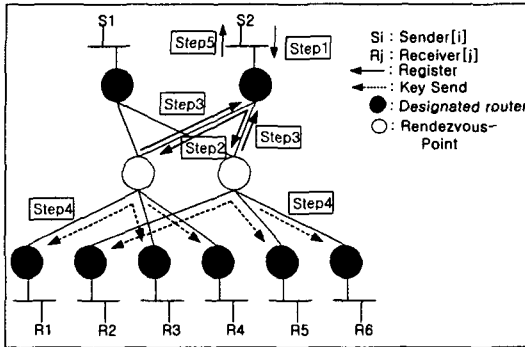 S1
S2
Step5
Step1
Si : Sender[i]
Rj : Receiver[j]
: Register
: Key Send
: Designated router
: Rendezvous-
Point
Step3
Step3
Step2
Step4
Step4
R1
R2
R3
R4
R5
R6